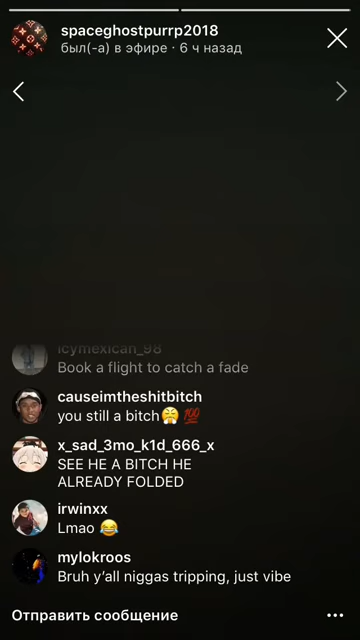 spaceghostpurrp2018
был(-а) в эфире · 6 ч назад
icymexican_98
Book a flight to catch a fade
causeimtheshitbitch
you still a bitch😤💯
x_sad_3mo_k1d_666_x
SEE HE A BITCH HE
ALREADY FOLDED
irwinxx
Lmao 😂
mylokroos
Bruh y'all niggas tripping, just vibe
Отправить сообщение